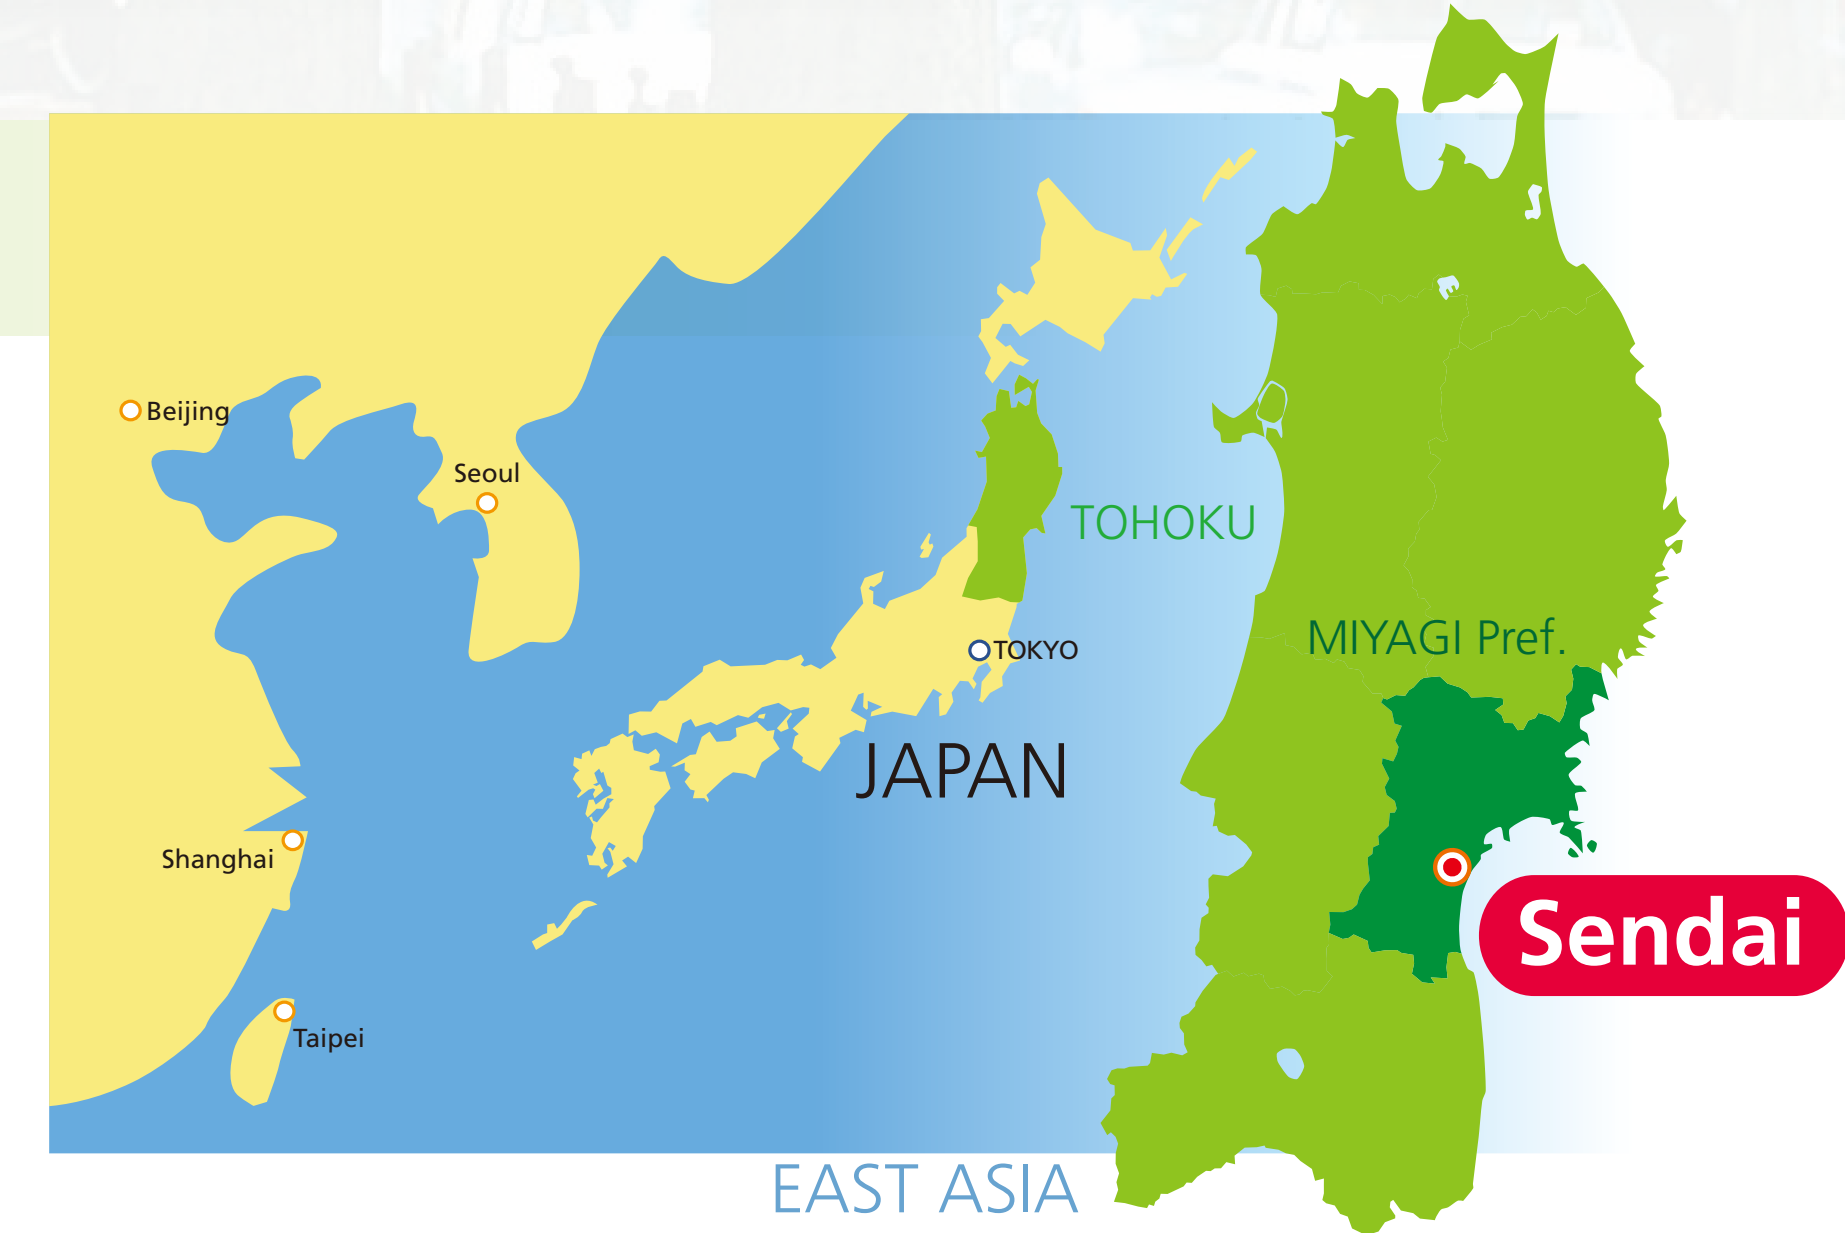 Beijing
Seoul
TOHOKU
MIYAGI Pref.
TOKYO
JAPAN
Shanghai
Sendai
Taipei
EAST ASIA